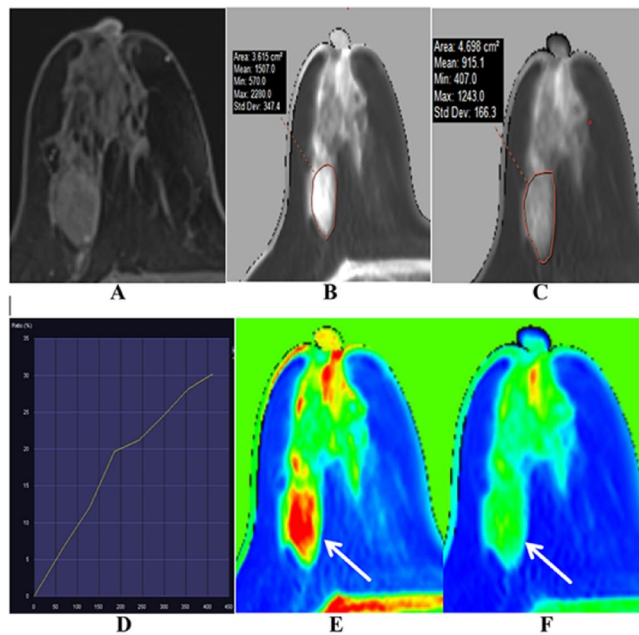 Area: 3.615 cm²
Mean: 1507.0
Min: 570.0
Max: 2280.0
Std Dev: 347.4
Area: 4.698 cm²
Mean: 915.1
Min: 407.0
Max: 1243.0
Std Dev: 166.3
A
B
C
Ratio (%)
35
30
25
20
15
10
5
0
0 50 100 150 200 250 300 350 400 450
D
E
F